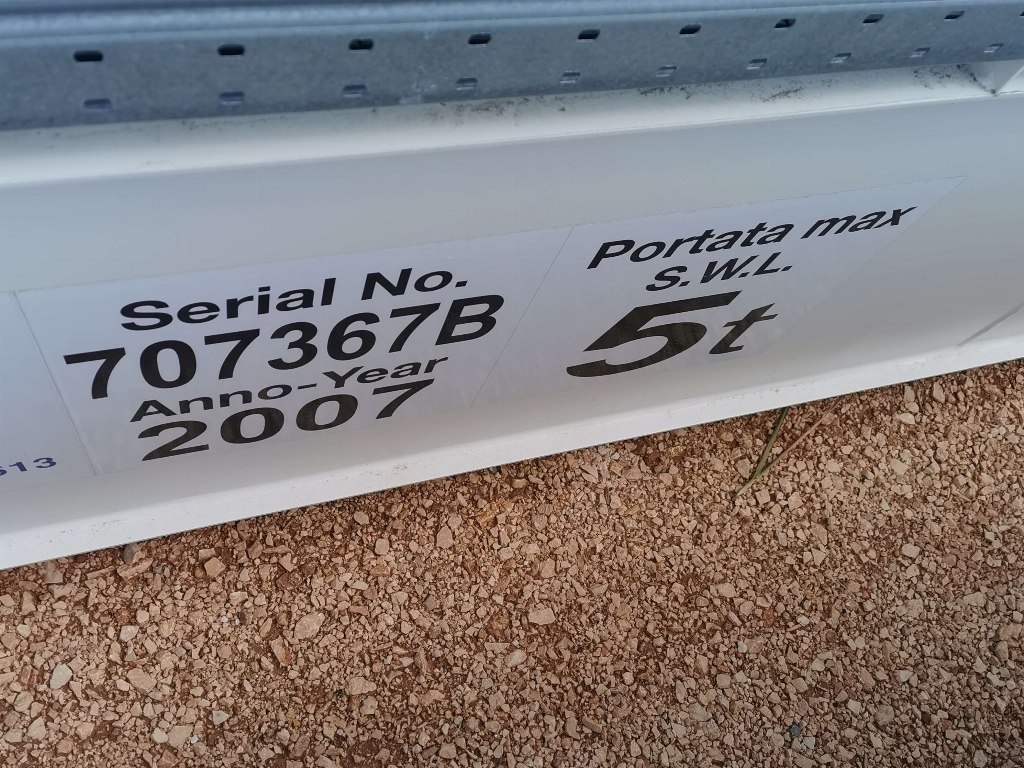 Serial No.
707367B
Anno-Year
2007
Portata max
S.W.L.
5t